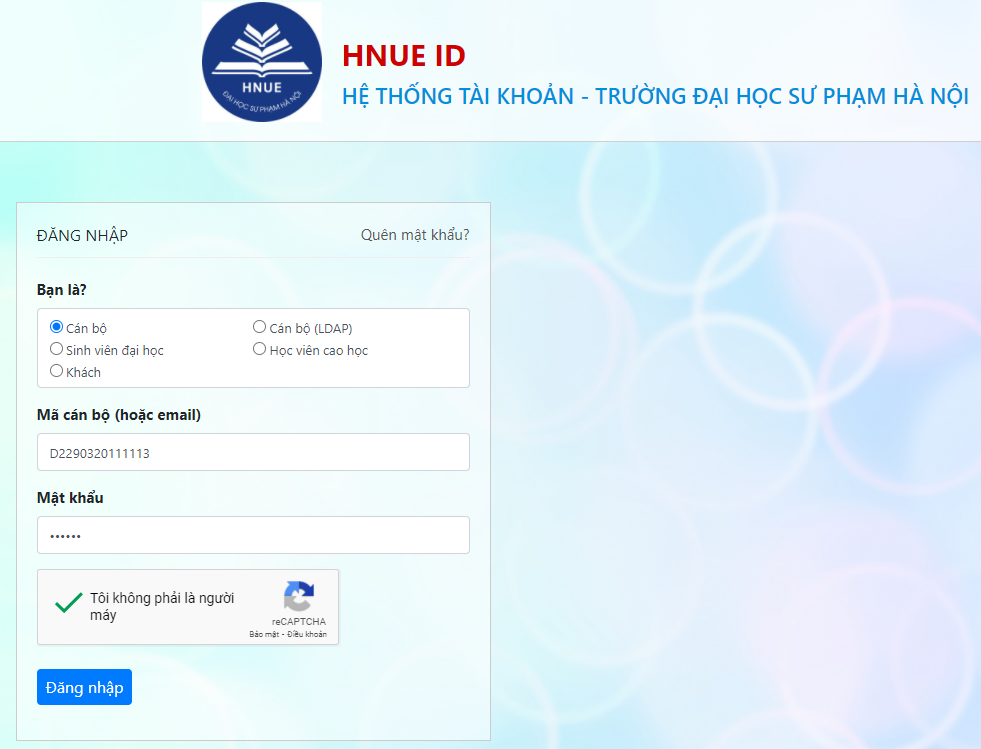 HNUE
ĐẠI HỌC SƯ PHẠM HÀ NỘI
HNUE ID
HỆ THỐNG TÀI KHOẢN - TRƯỜNG ĐẠI HỌC SƯ PHẠM HÀ NỘI
ĐĂNG NHẬP
Quên mật khẩu?
Bạn là?
Cán bộ
Cán bộ (LDAP)
Sinh viên đại học
Học viên cao học
Khách
Mã cán bộ (hoặc email)
D2290320111113
Mật khẩu
••••••
Tôi không phải là người
máy
reCAPTCHA
Bảo mật - Điều khoản
Đăng nhập